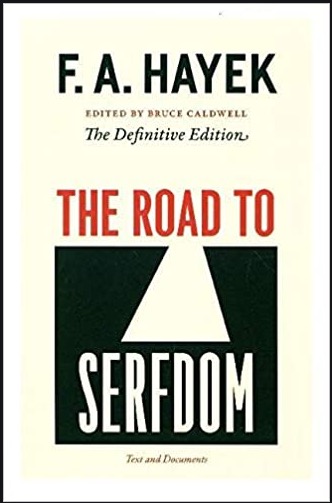 F. A. HAYEK
EDITED BY BRUCE CALDWELL
The Definitive Edition
THE ROAD TO
SERFDOM
Text and Documents